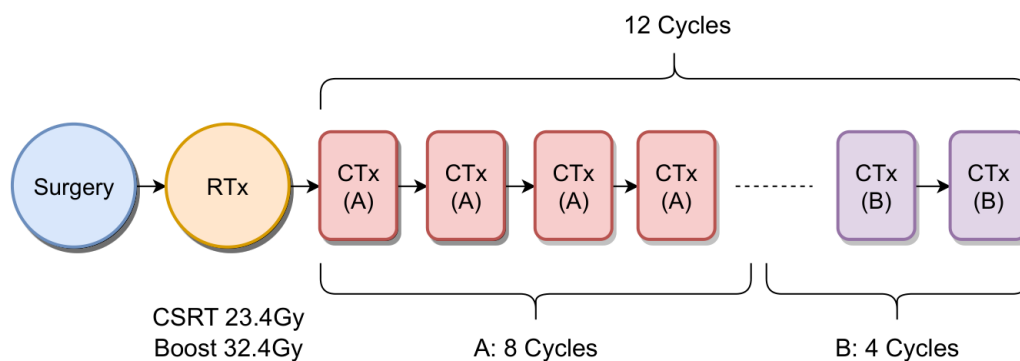 12 Cycles
Surgery
RTx
CTx
(A)
CTx
(A)
CTx
(A)
CTx
(A)
CTx
(B)
CTx
(B)
CSRT 23.4Gy
Boost 32.4Gy
A: 8 Cycles
B: 4 Cycles